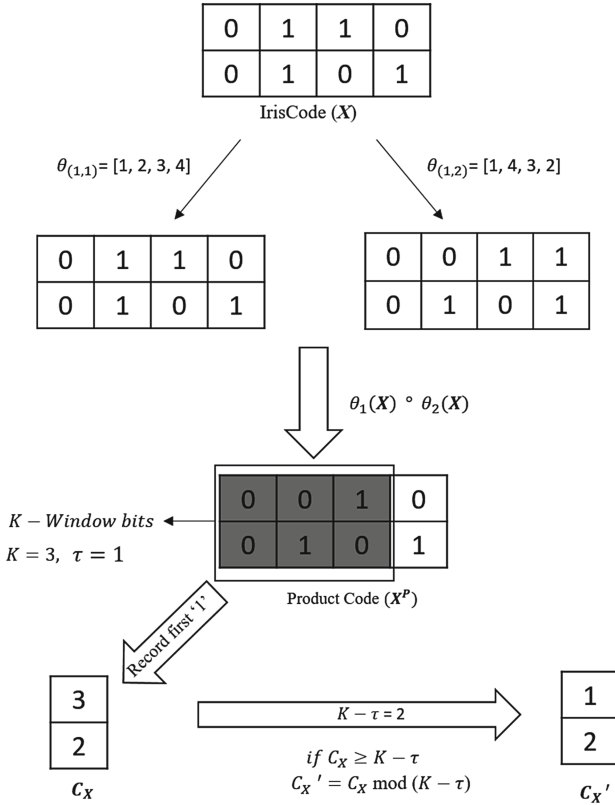 0 1 1 0
0 1 0 1
IrisCode (X)
θ(1,1)= [1, 2, 3, 4]
θ(1,2)= [1, 4, 3, 2]
0 1 1 0
0 1 0 1
0 0 1 1
0 1 0 1
θ1(X) ∘ θ2(X)
0 0 1 0
0 1 0 1
K − Window bits
K = 3, τ = 1
Product Code (X^P)
Record first ‘1’
3
2
C_X
K − τ = 2
if C_X ≥ K − τ
C_X ' = C_X mod (K − τ)
1
2
C_X '